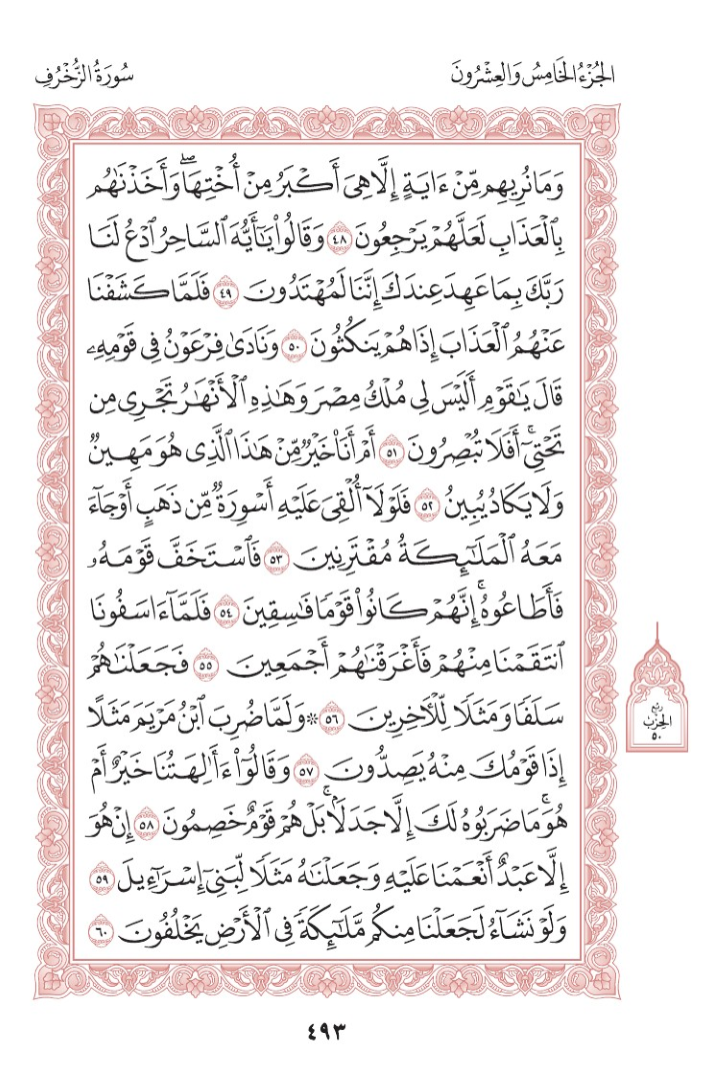 الجُزْءُ الخَامِسُ وَالعِشْرُونَ
سُورَةُ الزُّخْرُفِ
وَمَا نُرِيهِم مِّنْ ءَايَةٍ إِلَّا هِىَ أَكْبَرُ مِنْ أُخْتِهَاۖ وَأَخَذْنَٰهُم
بِٱلْعَذَابِ لَعَلَّهُمْ يَرْجِعُونَ ٤٨ وَقَالُوا۟ يَٰٓأَيُّهَ ٱلسَّاحِرُ ٱدْعُ لَنَا
رَبَّكَ بِمَا عَهِدَ عِندَكَ إِنَّنَا لَمُهْتَدُونَ ٤٩ فَلَمَّا كَشَفْنَا
عَنْهُمُ ٱلْعَذَابَ إِذَا هُمْ يَنكُثُونَ ٥٠ وَنَادَىٰ فِرْعَوْنُ فِى قَوْمِهِۦ
قَالَ يَٰقَوْمِ أَلَيْسَ لِى مُلْكُ مِصْرَ وَهَٰذِهِ ٱلْأَنْهَٰرُ تَجْرِى مِن
تَحْتِىٓۚ أَفَلَا تُبْصِرُونَ ٥١ أَمْ أَنَا۠ خَيْرٌ مِّنْ هَٰذَا ٱلَّذِى هُوَ مَهِينٌ
وَلَا يَكَادُ يُبِينُ ٥٢ فَلَوْلَآ أُلْقِىَ عَلَيْهِ أَسْوِرَةٌ مِّن ذَهَبٍ أَوْ جَآءَ
مَعَهُ ٱلْمَلَٰٓئِكَةُ مُقْتَرِنِينَ ٥٣ فَٱسْتَخَفَّ قَوْمَهُۥ
فَأَطَاعُوهُۚ إِنَّهُمْ كَانُوا۟ قَوْمًا فَٰسِقِينَ ٥٤ فَلَمَّآ ءَاسَفُونَا
ٱنتَقَمْنَا مِنْهُمْ فَأَغْرَقْنَٰهُمْ أَجْمَعِينَ ٥٥ فَجَعَلْنَٰهُمْ
سَلَفًا وَمَثَلًا لِّلْءَاخِرِينَ ٥٦ ۞ وَلَمَّا ضُرِبَ ٱبْنُ مَرْيَمَ مَثَلًا
إِذَا قَوْمُكَ مِنْهُ يَصِدُّونَ ٥٧ وَقَالُوٓا۟ ءَأَٰلِهَتُنَا خَيْرٌ أَمْ
هُوَۚ مَا ضَرَبُوهُ لَكَ إِلَّا جَدَلًۢاۚ بَلْ هُمْ قَوْمٌ خَصِمُونَ ٥٨ إِنْ هُوَ
إِلَّا عَبْدٌ أَنْعَمْنَا عَلَيْهِ وَجَعَلْنَٰهُ مَثَلًا لِّبَنِىٓ إِسْرَٰٓءِيلَ ٥٩
وَلَوْ نَشَآءُ لَجَعَلْنَا مِنكُم مَّلَٰٓئِكَةً فِى ٱلْأَرْضِ يَخْلُفُونَ ٦٠
ربع
الحزب
٥٠
٤٩٣